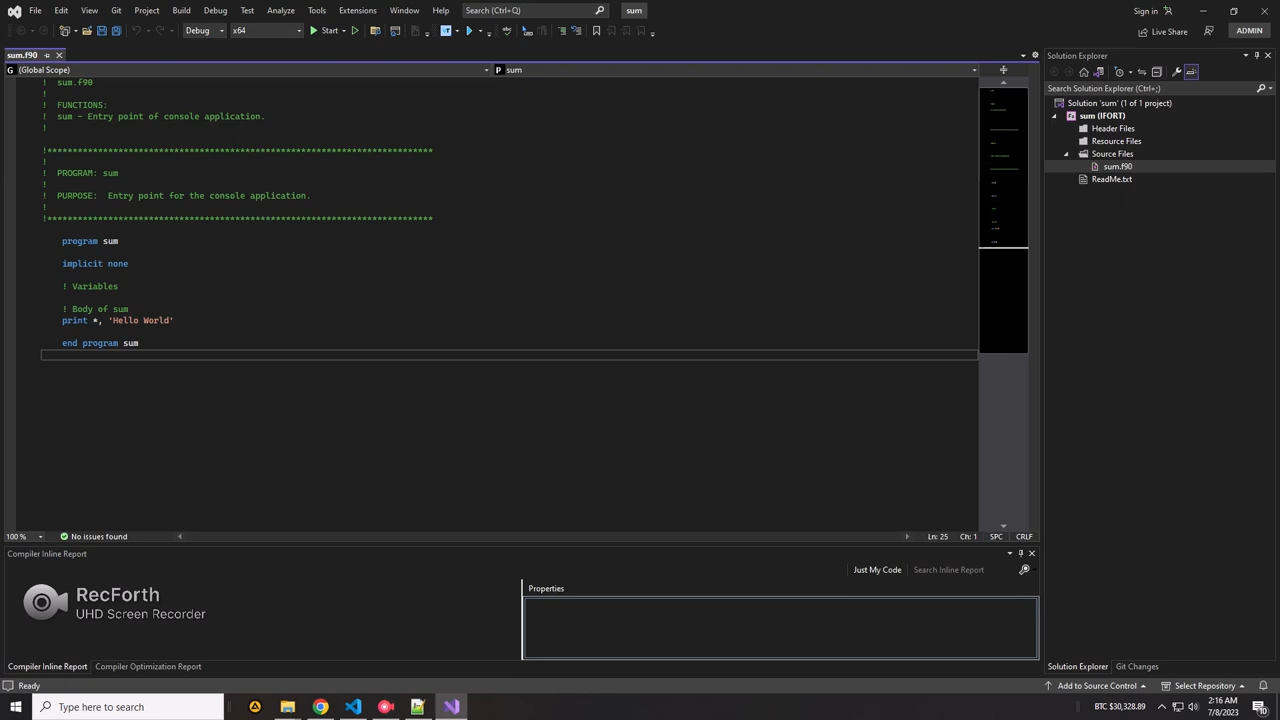 File Edit View Git Project Build Debug Test Analyze Tools Extensions Window Help Search (Ctrl+Q) sum Sign in
Debug x64 Start Live Share ADMIN
sum.f90
Solution Explorer
(Global Scope) sum
Search Solution Explorer (Ctrl+;)
Solution 'sum' (1 of 1 project)
sum (IFORT)
Header Files
Resource Files
Source Files
sum.f90
ReadMe.txt
!  sum.f90
!
!  FUNCTIONS:
!  sum - Entry point of console application.
!
!****************************************************************************
!
!  PROGRAM: sum
!
!  PURPOSE:  Entry point for the console application.
!
!****************************************************************************
program sum
implicit none
! Variables
! Body of sum
print *, 'Hello World'
end program sum
100 % No issues found Ln: 25 Ch: 1 SPC CRLF
Compiler Inline Report
Just My Code Search Inline Report
RecForth
UHD Screen Recorder
Properties
Compiler Inline Report Compiler Optimization Report
Solution Explorer Git Changes
Ready Add to Source Control Select Repository
Type here to search
BTC $30,328.89
2:16 AM
7/8/2023
10